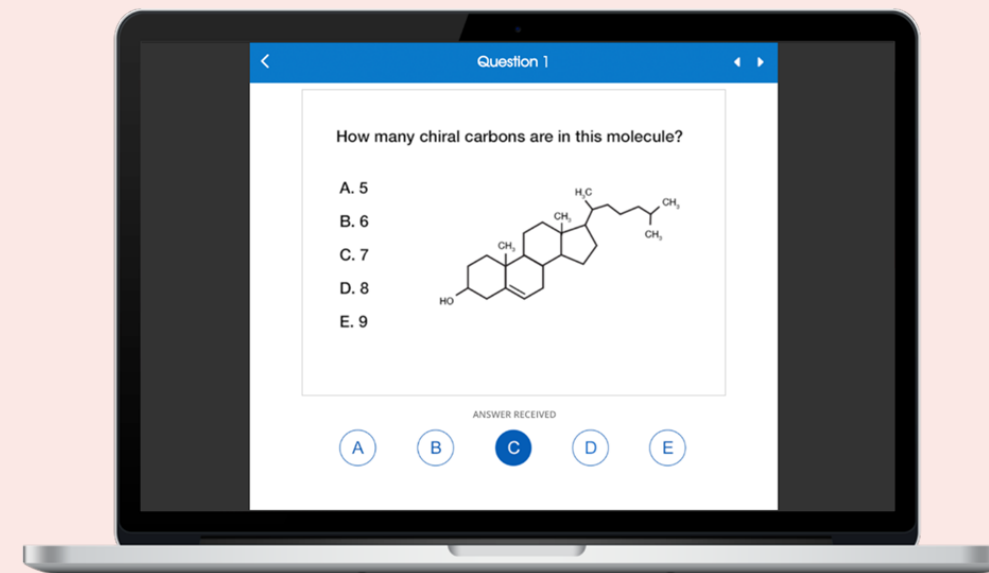 Question 1
How many chiral carbons are in this molecule?
A. 5
B. 6
C. 7
D. 8
E. 9
H₃C
CH₃
CH₃
CH₃
CH₃
HO
ANSWER RECEIVED
A B C D E